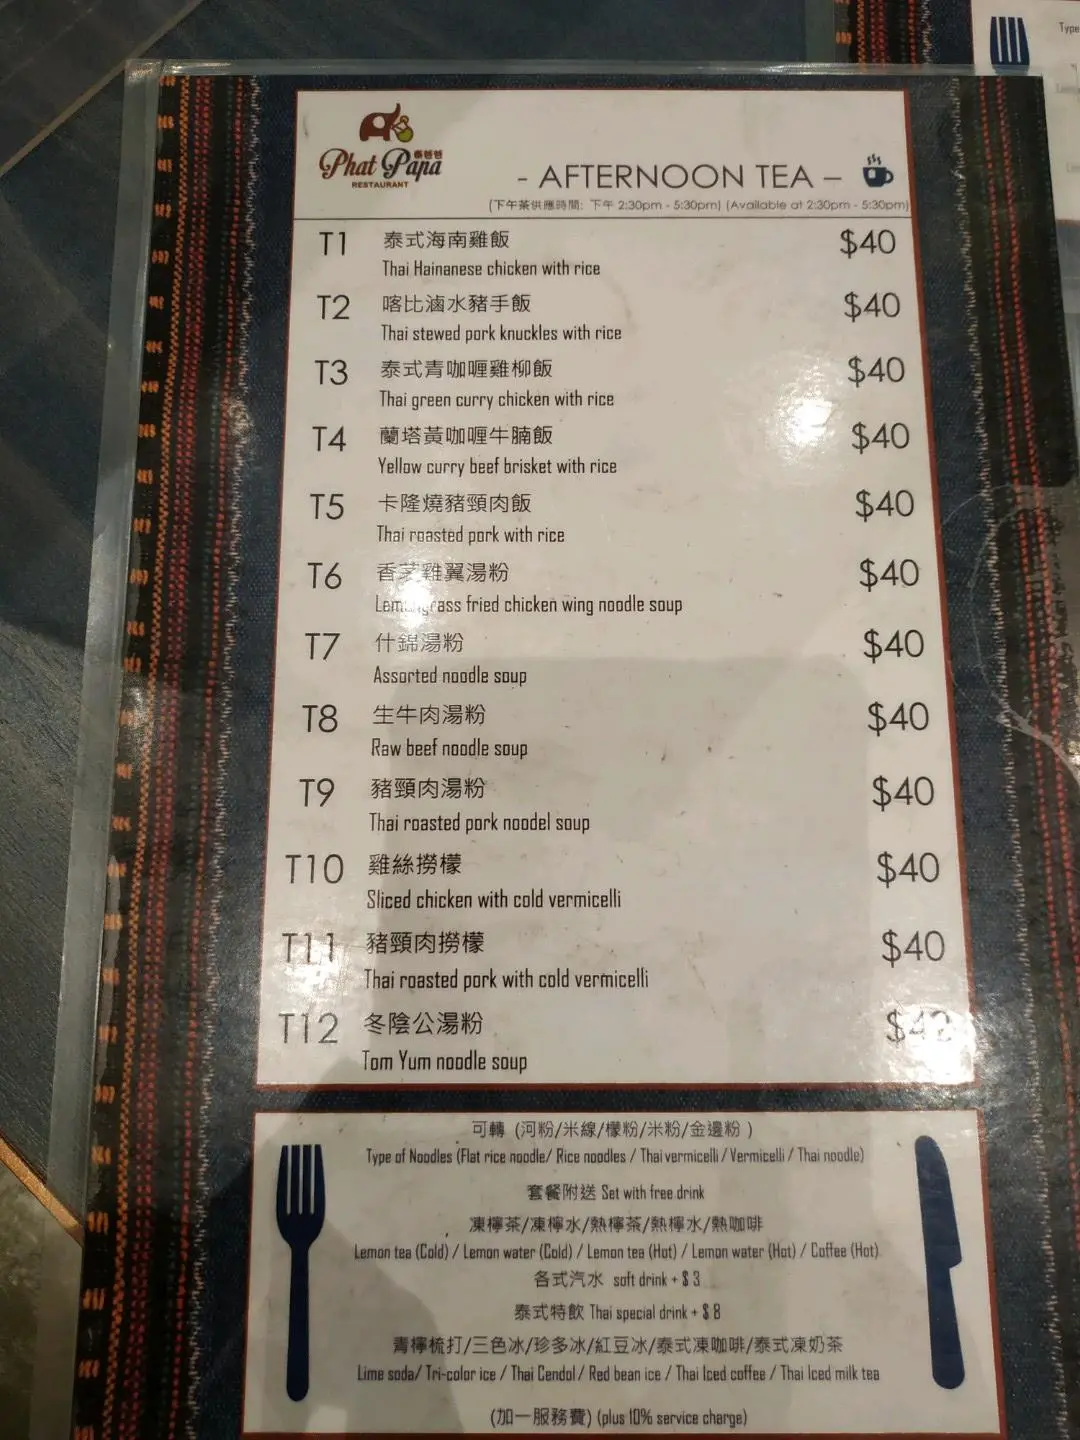 泰爸爸
Phat Papa
RESTAURANT
- AFTERNOON TEA –
(下午茶供應時間: 下午 2:30pm - 5:30pm) (Available at 2:30pm - 5:30pm)
T1 泰式海南雞飯 $40
Thai Hainanese chicken with rice
T2 喀比滷水豬手飯 $40
Thai stewed pork knuckles with rice
T3 泰式青咖喱雞柳飯 $40
Thai green curry chicken with rice
T4 蘭塔黃咖喱牛腩飯 $40
Yellow curry beef brisket with rice
T5 卡隆燒豬頸肉飯 $40
Thai roasted pork with rice
T6 香茅雞翼湯粉 $40
Lemongrass fried chicken wing noodle soup
T7 什錦湯粉 $40
Assorted noodle soup
T8 生牛肉湯粉 $40
Raw beef noodle soup
T9 豬頸肉湯粉 $40
Thai roasted pork noodel soup
T10 雞絲撈檬 $40
Sliced chicken with cold vermicelli
T11 豬頸肉撈檬 $40
Thai roasted pork with cold vermicelli
T12 冬陰公湯粉 $42
Tom Yum noodle soup
可轉 (河粉/米線/檬粉/米粉/金邊粉 )
Type of Noodles (Flat rice noodle/ Rice noodles / Thai vermicelli / Vermicelli / Thai noodle)
套餐附送 Set with free drink
凍檸茶/凍檸水/熱檸茶/熱檸水/熱咖啡
Lemon tea (Cold) / Lemon water (Cold) / Lemon tea (Hot) / Lemon water (Hot) / Coffee (Hot)
各式汽水 soft drink + $ 3
泰式特飲 Thai special drink + $ 8
青檸梳打/三色冰/珍多冰/紅豆冰/泰式凍咖啡/泰式凍奶茶
Lime soda/ Tri-color ice / Thai Cendol / Red bean ice / Thai Iced coffee / Thai Iced milk tea
(加一服務費) (plus 10% service charge)
Type